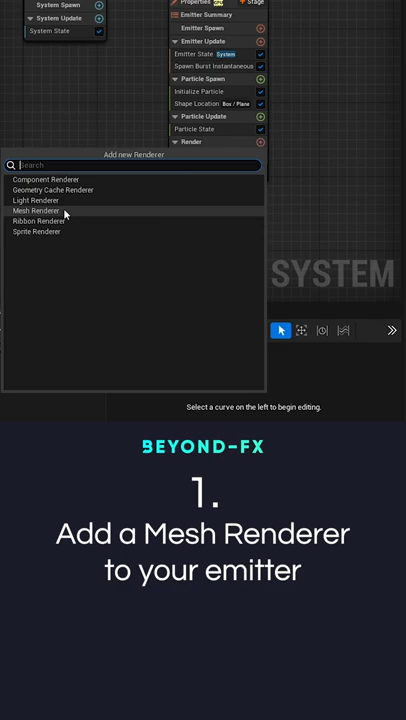 System Spawn
System Update
System State
Properties
Stage
Emitter Summary
Emitter Spawn
Emitter Update
Emitter State System
Spawn Burst Instantaneous
Particle Spawn
Initialize Particle
Shape Location Box / Plane
Particle Update
Particle State
Render
Add new Renderer
Search
Component Renderer
Geometry Cache Renderer
Light Renderer
Mesh Renderer
Ribbon Renderer
Sprite Renderer
SYSTEM
Select a curve on the left to begin editing.
BEYOND-FX
1.
Add a Mesh Renderer
to your emitter